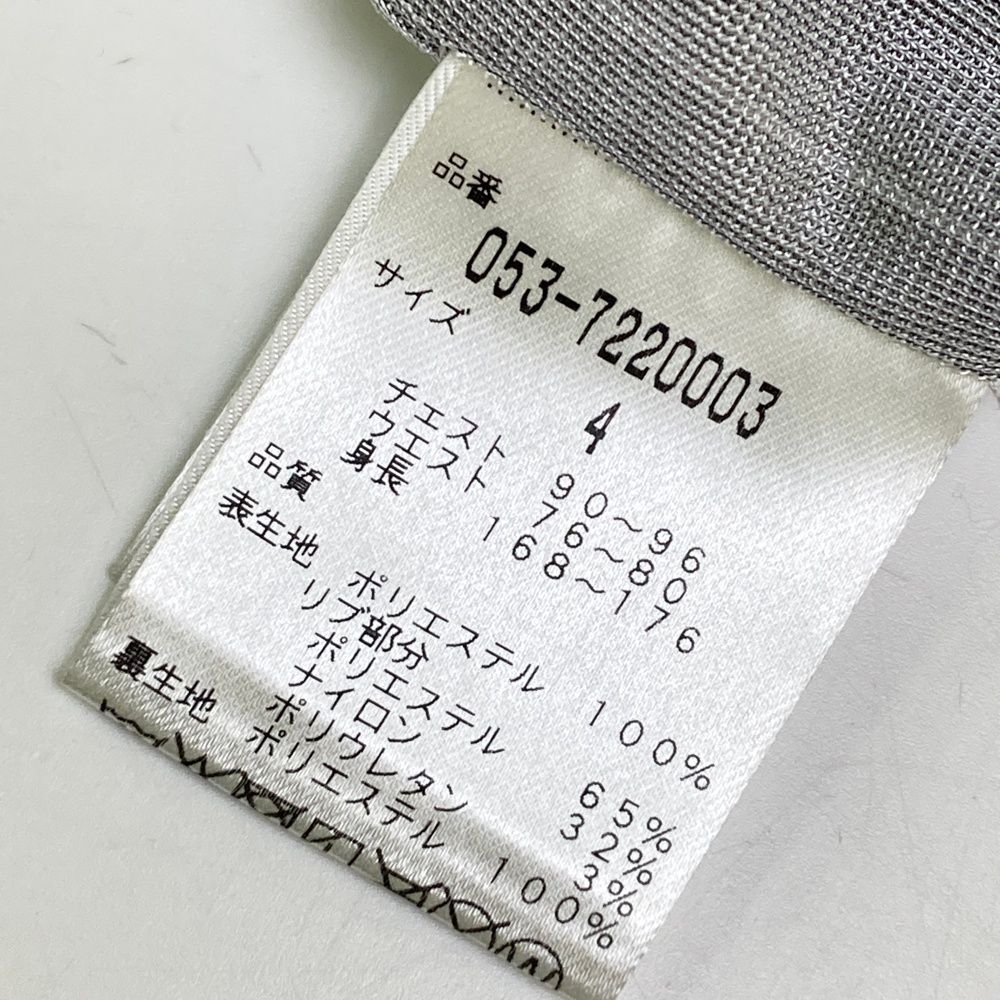 品番
053-7220003
サイズ
4
チエスト 90～96
ウエスト 76～80
身長 168～176
品質
表生地
ポリエステル 100%
リブ部分
ポリエステル 65%
ナイロン 32%
ポリウレタン 3%
裏生地 ポリエステル 100%